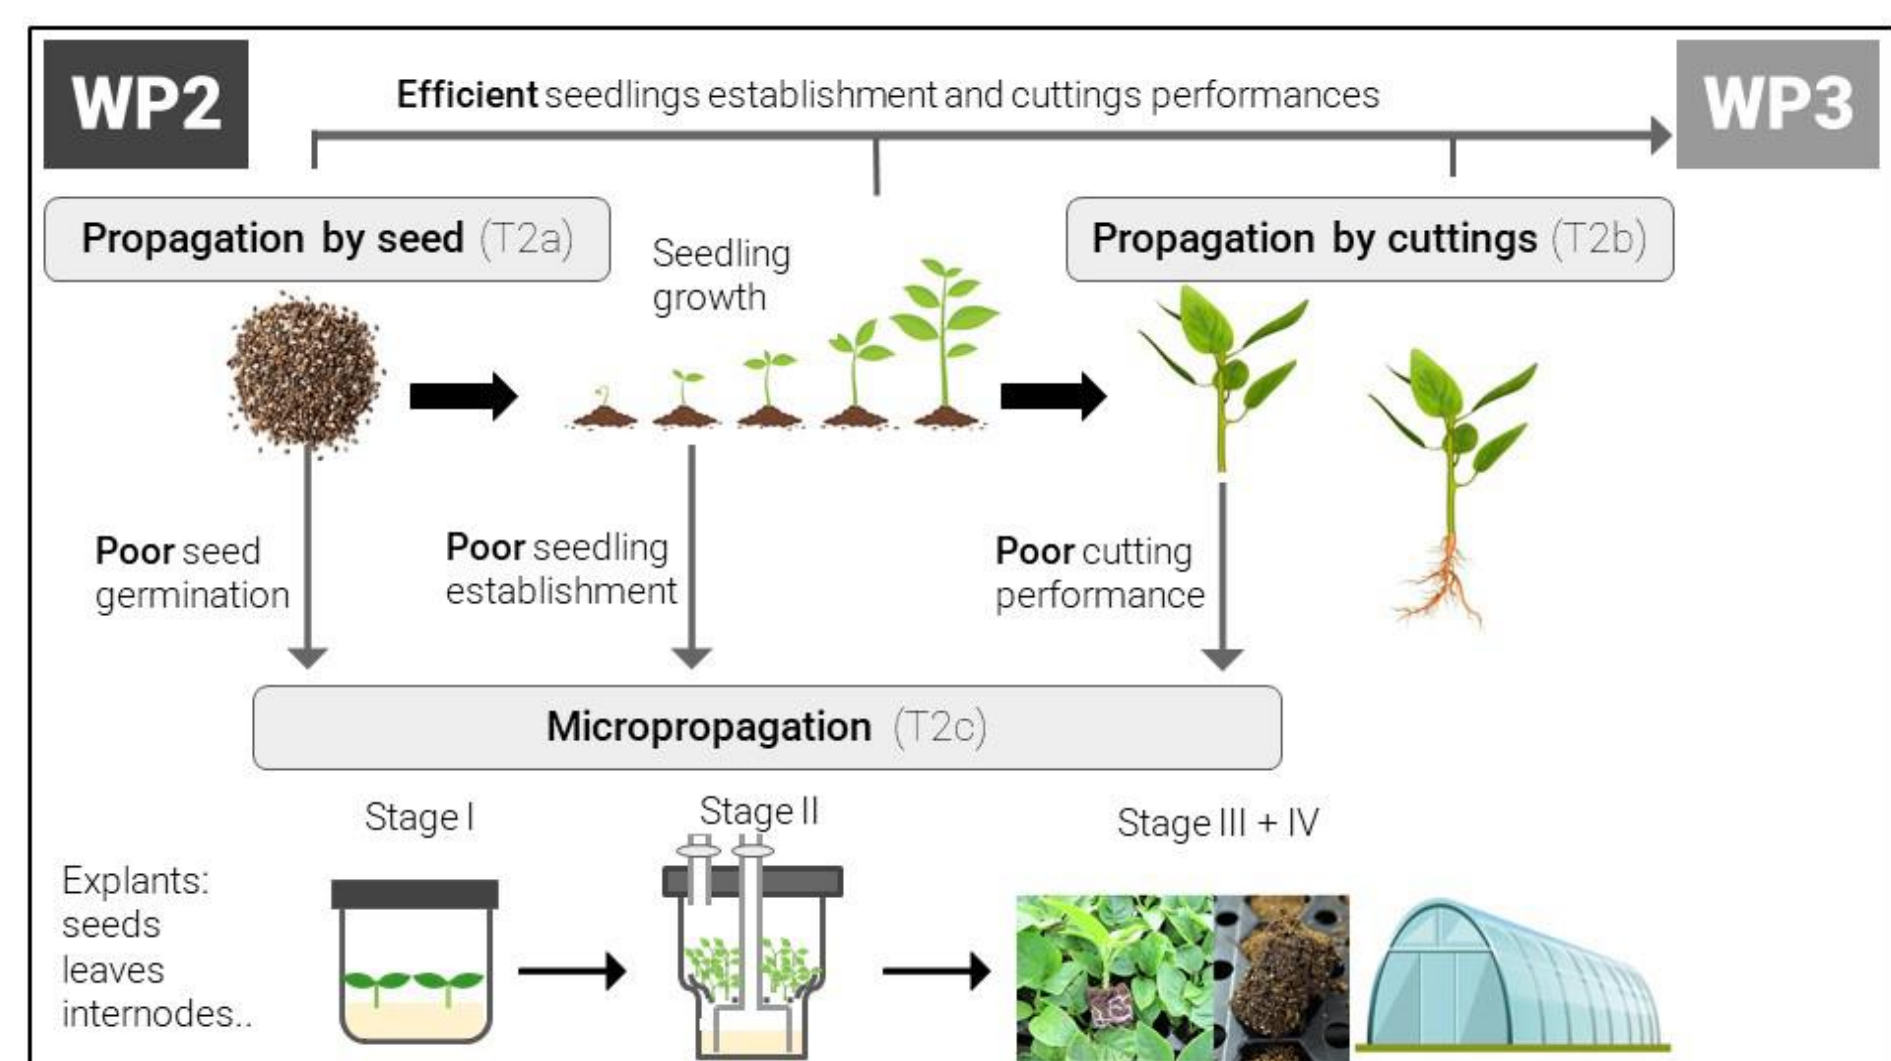 WP2
Efficient seedlings establishment and cuttings performances
WP3
Propagation by seed (T2a)
Seedling
growth
Propagation by cuttings (T2b)
Poor seed
germination
Poor seedling
establishment
Poor cutting
performance
Micropropagation (T2c)
Stage I
Stage II
Stage III + IV
Explants:
seeds
leaves
internodes..